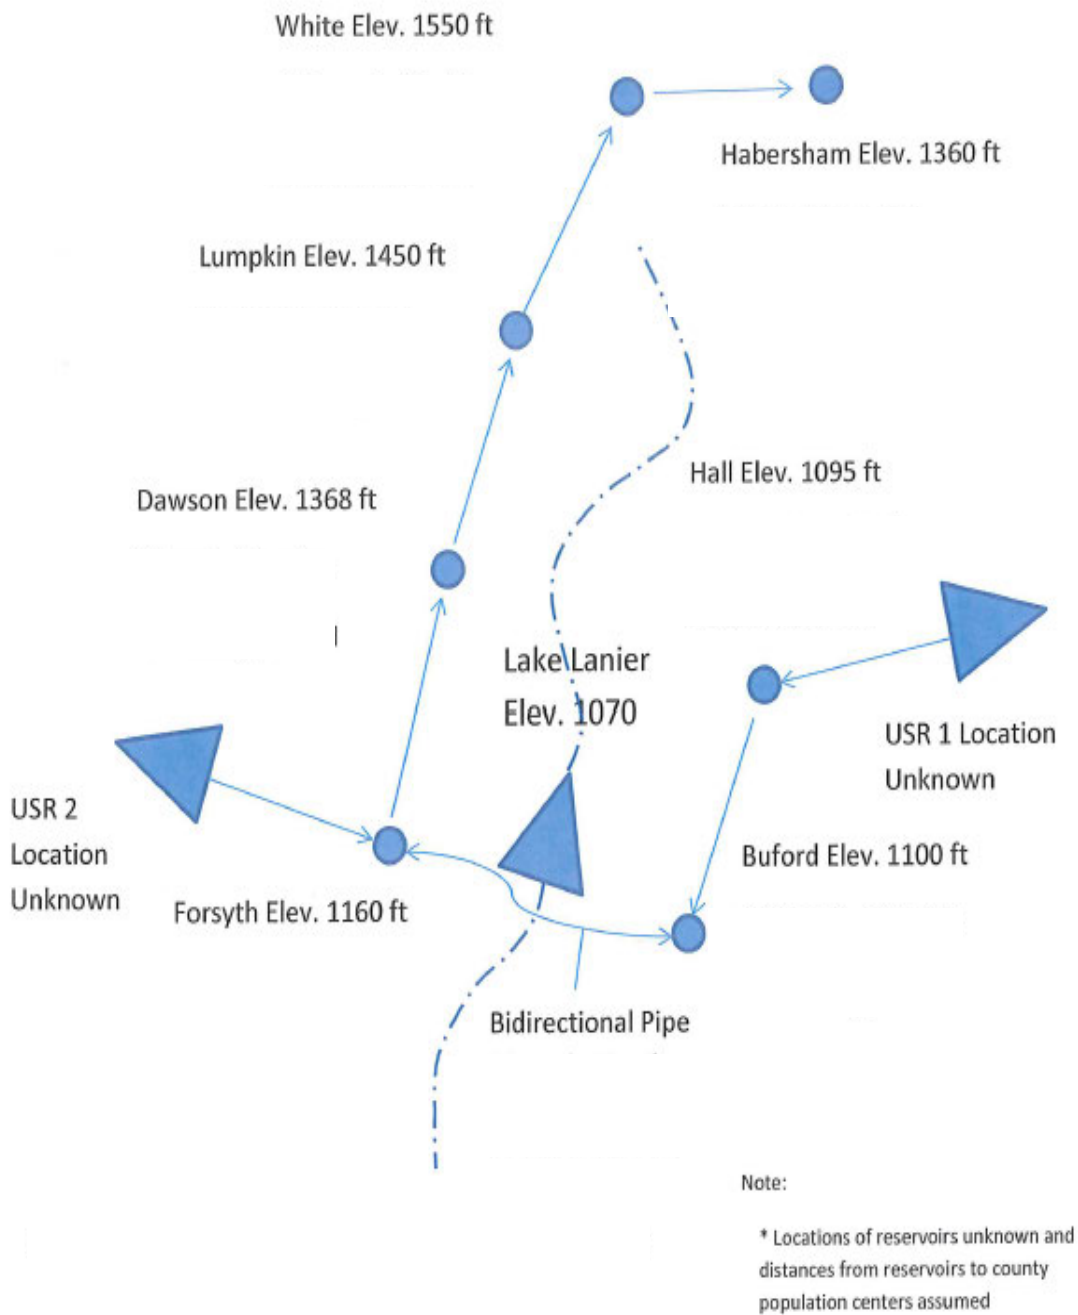 White Elev. 1550 ft
Habersham Elev. 1360 ft
Lumpkin Elev. 1450 ft
Hall Elev. 1095 ft
Dawson Elev. 1368 ft
Lake Lanier
Elev. 1070
USR 1 Location
Unknown
USR 2
Location
Unknown
Buford Elev. 1100 ft
Forsyth Elev. 1160 ft
Bidirectional Pipe
Note:
* Locations of reservoirs unknown and
distances from reservoirs to county
population centers assumed